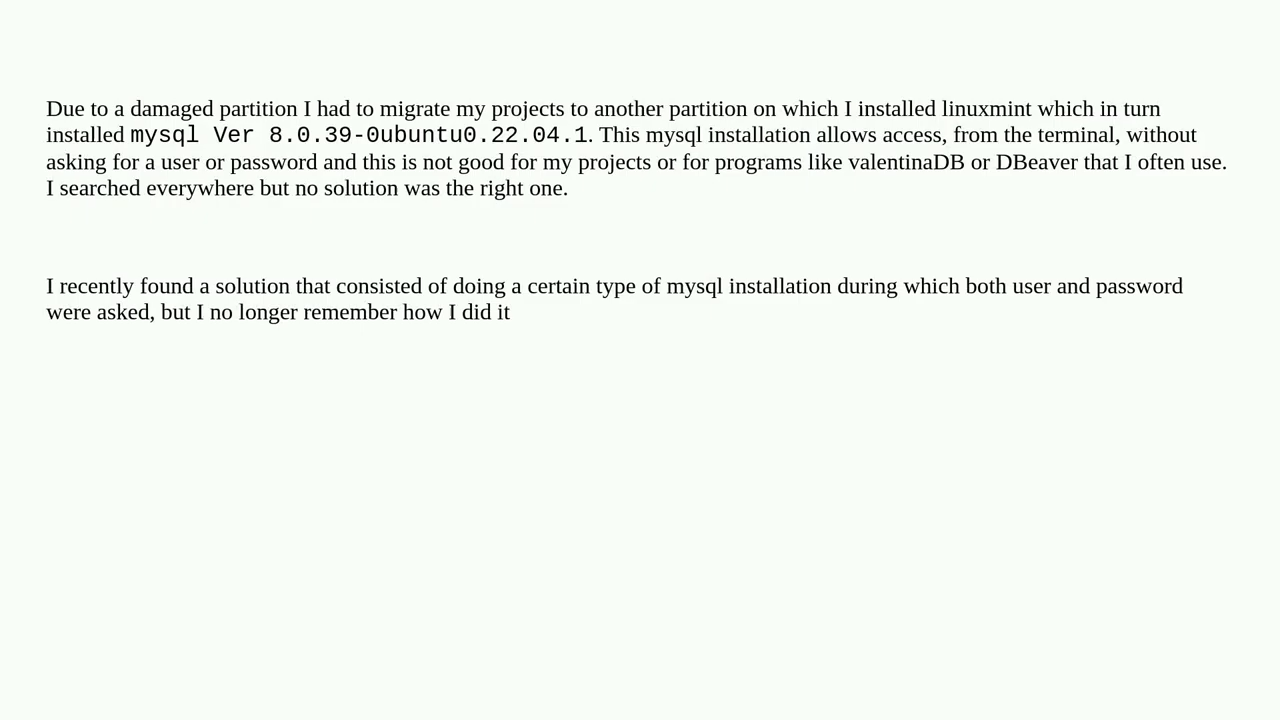 Due to a damaged partition I had to migrate my projects to another partition on which I installed linuxmint which in turn
installed mysql Ver 8.0.39-0ubuntu0.22.04.1. This mysql installation allows access, from the terminal, without
asking for a user or password and this is not good for my projects or for programs like valentinaDB or DBeaver that I often use.
I searched everywhere but no solution was the right one.
I recently found a solution that consisted of doing a certain type of mysql installation during which both user and password
were asked, but I no longer remember how I did it